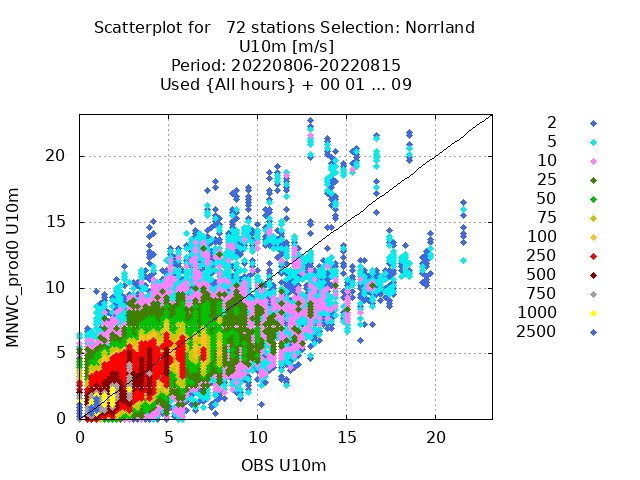 Scatterplot for   72 stations Selection: Norrland
U10m [m/s]
Period: 20220806-20220815
Used {All hours} + 00 01 ... 09
MNWC_prod0 U10m
20
15
10
5
0
0 5 10 15 20
OBS U10m
2
5
10
25
50
75
100
250
500
750
1000
2500